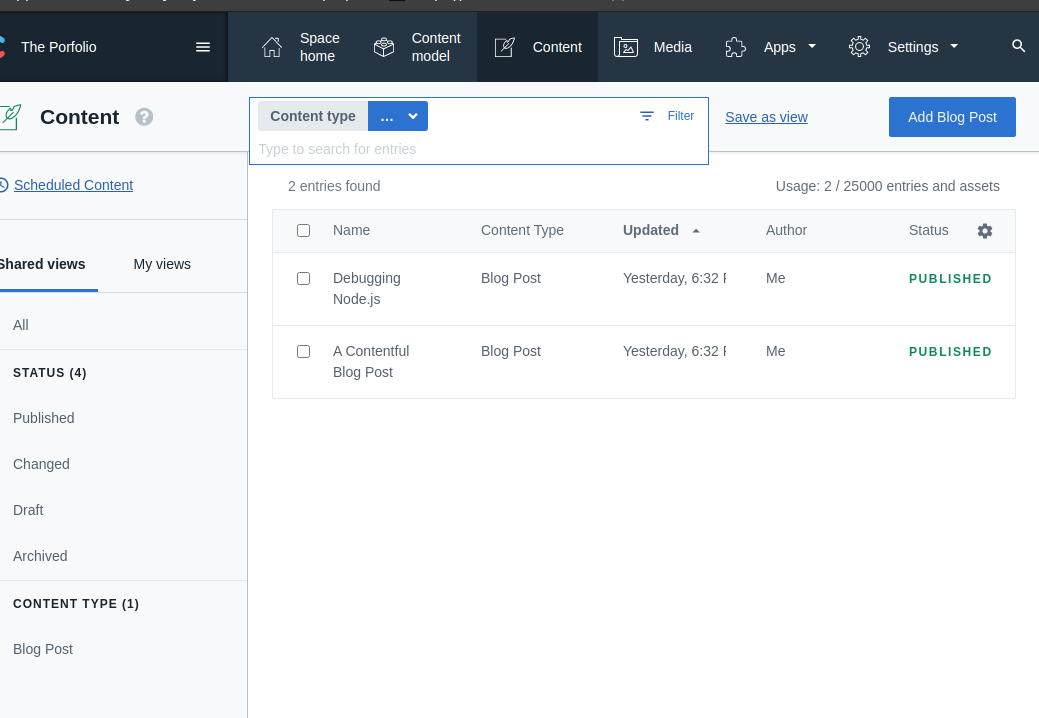 The Porfolio
Space home
Content model
Content
Media
Apps
Settings
Content
?
Content type
...
Filter
Type to search for entries
Save as view
Add Blog Post
Scheduled Content
2 entries found
Usage: 2 / 25000 entries and assets
Shared views
My views
Name
Content Type
Updated
Author
Status
Debugging Node.js
Blog Post
Yesterday, 6:32
Me
PUBLISHED
A Contentful Blog Post
Blog Post
Yesterday, 6:32
Me
PUBLISHED
All
STATUS (4)
Published
Changed
Draft
Archived
CONTENT TYPE (1)
Blog Post